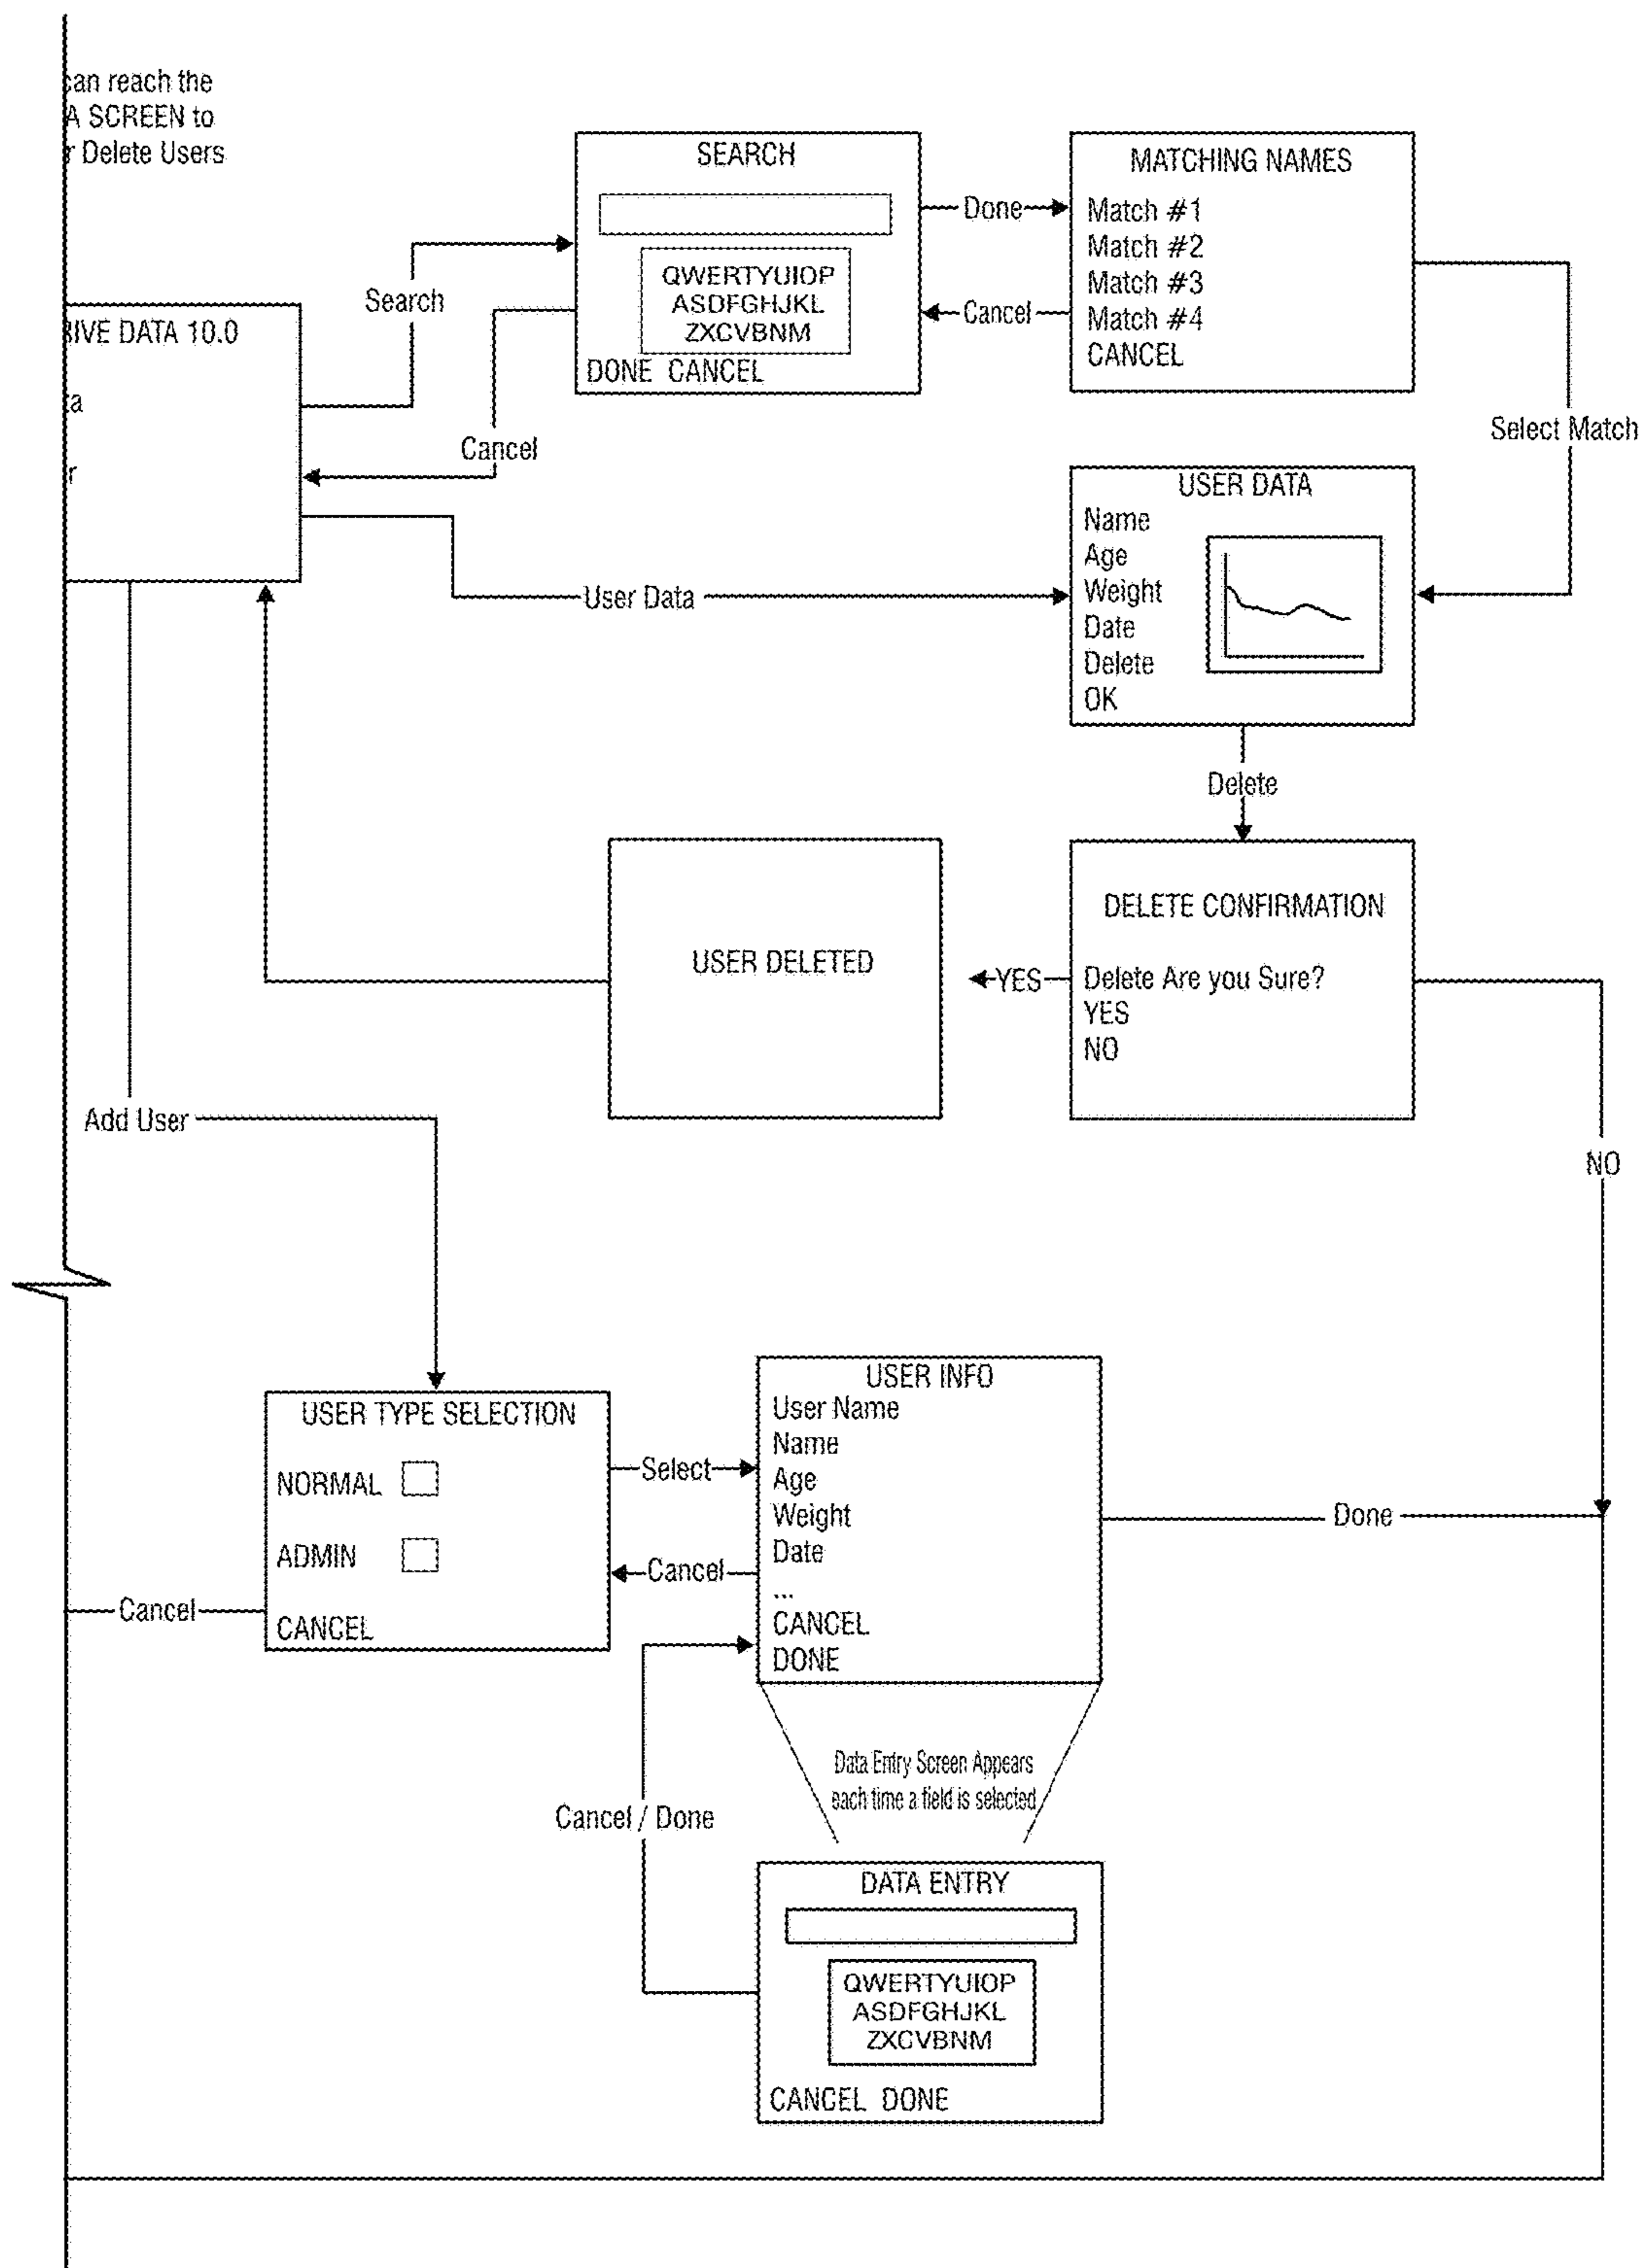 can reach the
A SCREEN to
r Delete Users
SEARCH
QWERTYUIOP
ASDFGHJKL
ZXCVBNM
DONE CANCEL
Done
Cancel
MATCHING NAMES
Match #1
Match #2
Match #3
Match #4
CANCEL
Search
Cancel
IVE DATA 10.0
a
r
Select Match
User Data
USER DATA
Name
Age
Weight
Date
Delete
OK
Delete
USER DELETED
YES
DELETE CONFIRMATION
Delete Are you Sure?
YES
NO
Add User
NO
USER TYPE SELECTION
NORMAL
ADMIN
CANCEL
Cancel
Select
Cancel
USER INFO
User Name
Name
Age
Weight
Date
...
CANCEL
DONE
Done
Data Entry Screen Appears
each time a field is selected
Cancel / Done
DATA ENTRY
QWERTYUIOP
ASDFGHJKL
ZXCVBNM
CANCEL DONE